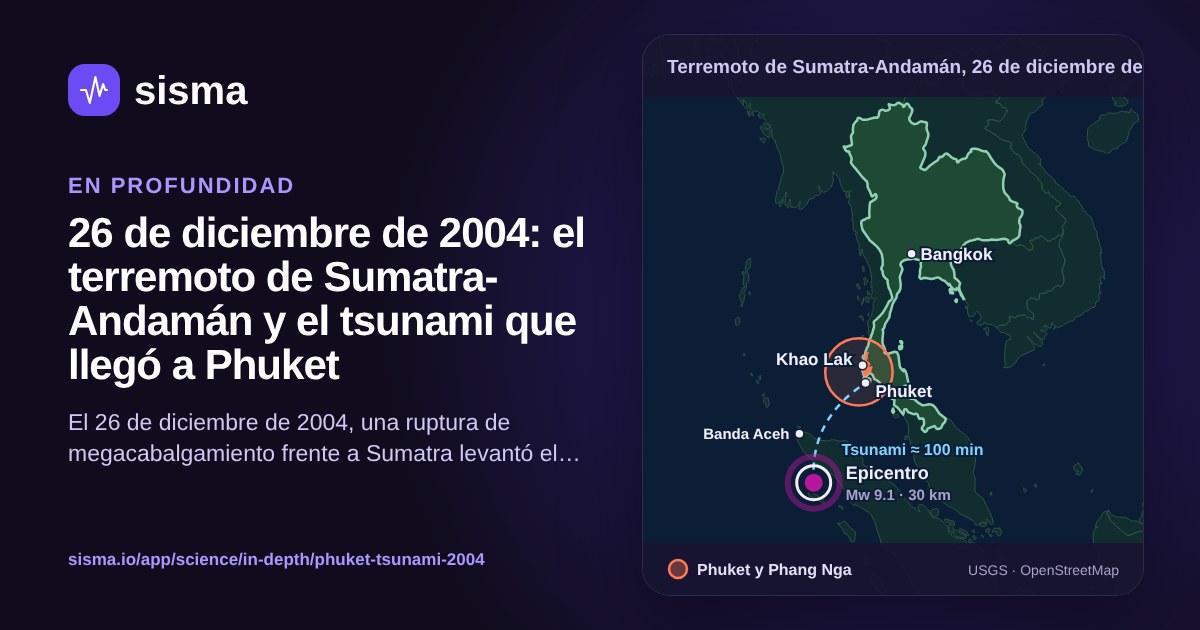 sisma
EN PROFUNDIDAD
26 de diciembre de 2004: el
terremoto de Sumatra-
Andamán y el tsunami que
llegó a Phuket
El 26 de diciembre de 2004, una ruptura de
megacabalgamiento frente a Sumatra levantó el…
sisma.io/app/science/in-depth/phuket-tsunami-2004
Terremoto de Sumatra-Andamán, 26 de diciembre de
Bangkok
Khao Lak
Phuket
Banda Aceh
Tsunami ≈ 100 min
Epicentro
Mw 9.1 · 30 km
Phuket y Phang Nga
USGS · OpenStreetMap